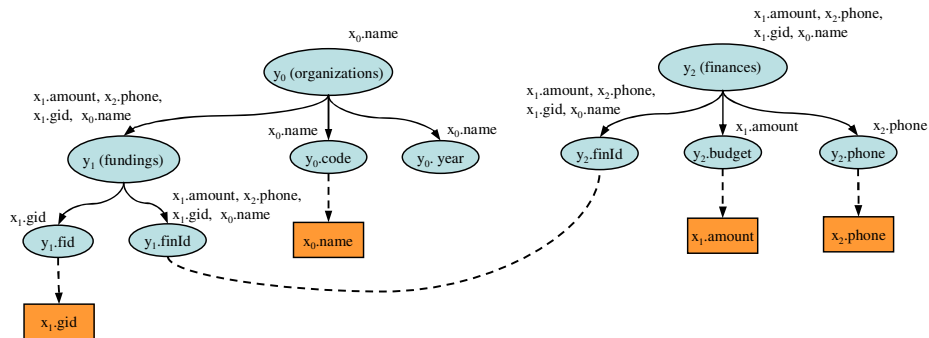 x₁.amount, x₂.phone,
x₁.gid, x₀.name
x₀.name
y₀ (organizations)
y₂ (finances)
x₁.amount, x₂.phone,
x₁.gid, x₀.name
x₁.amount, x₂.phone,
x₁.gid, x₀.name
x₀.name
x₀.name
x₁.amount
x₂.phone
y₁ (fundings)
y₀.code
y₀. year
y₂.finId
y₂.budget
y₂.phone
x₁.gid
x₁.amount, x₂.phone,
x₁.gid, x₀.name
y₁.fid
y₁.finId
x₀.name
x₁.amount
x₂.phone
x₁.gid